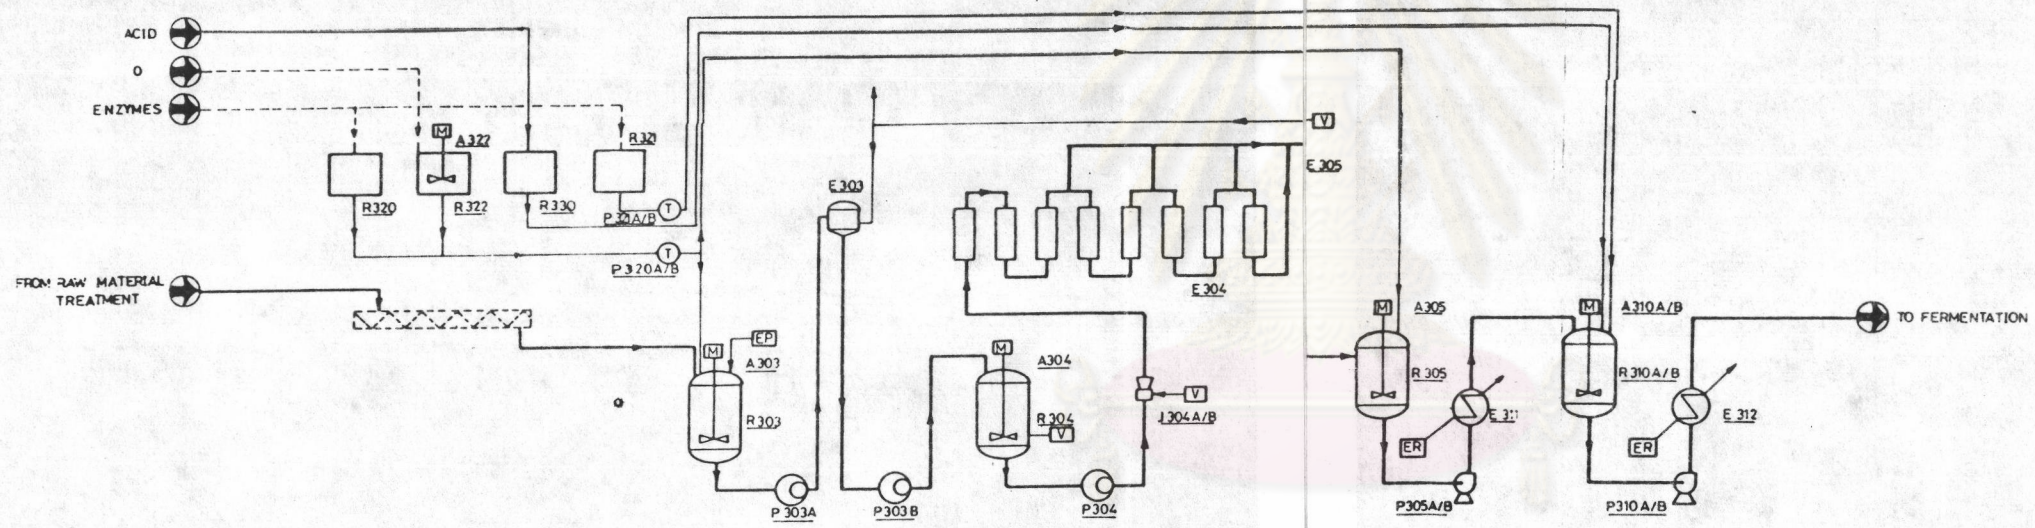 ACID
O
ENZYMES
M
A322
R321
R320
R322
R330
P321A/B
T
T
P320A/B
E303
V
E305
E304
FROM RAW MATERIAL
TREATMENT
M
EP
A303
R303
M
A304
R304
V
V
J304A/B
M
A305
R305
E311
ER
M
A310A/B
R310A/B
E312
ER
TO FERMENTATION
P303A
P303B
P304
P305A/B
P310A/B